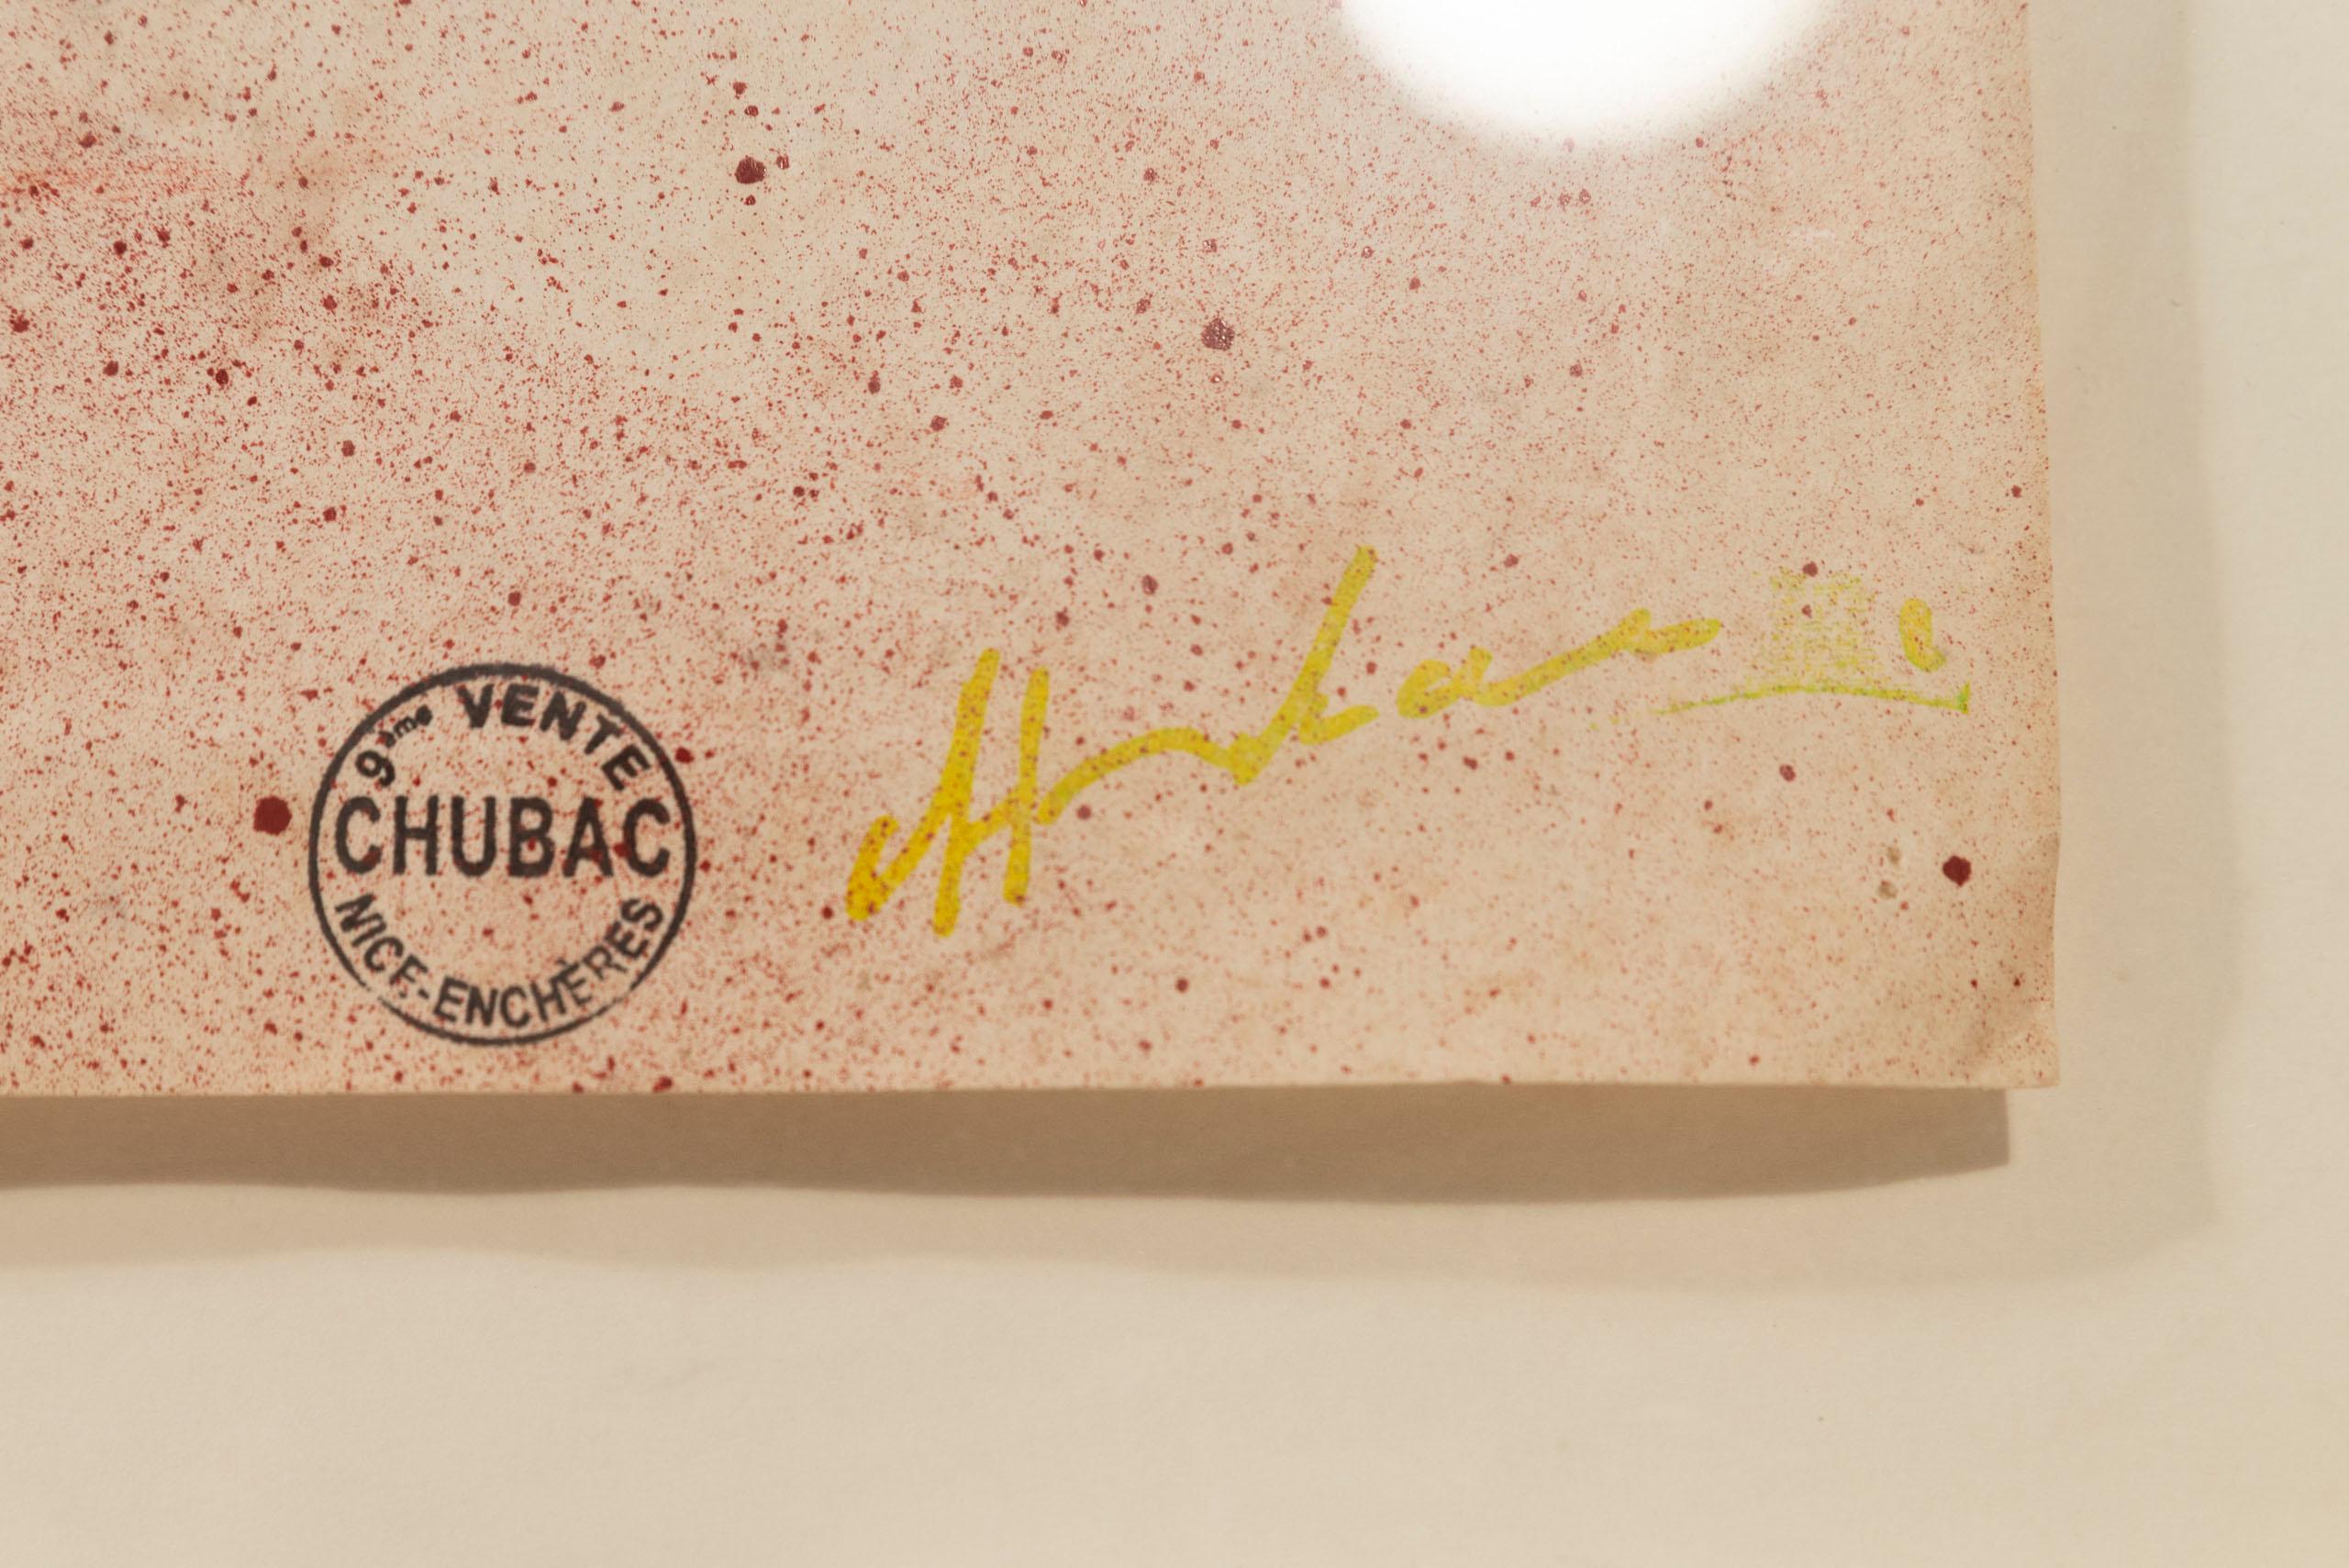 9ème VENTE
CHUBAC
NICE-ENCHÈRES